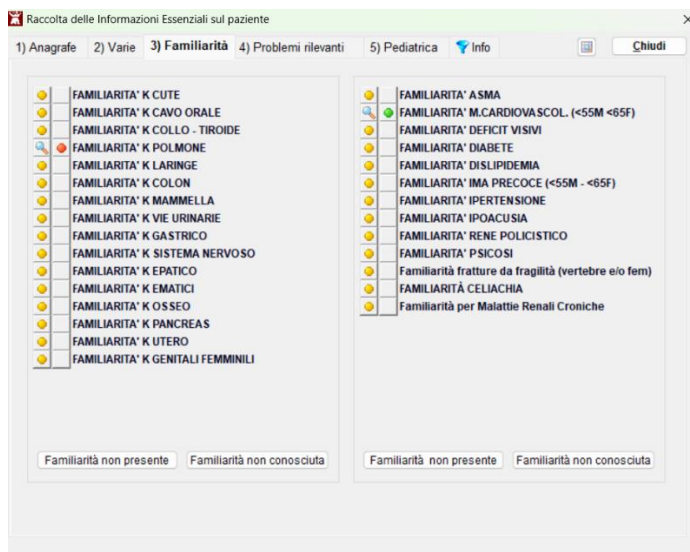 Raccolta delle Informazioni Essenziali sul paziente
1) Anagrafe 2) Varie 3) Familiarità 4) Problemi rilevanti 5) Pediatrica Info Chiudi
FAMILIARITA' K CUTE
FAMILIARITA' K CAVO ORALE
FAMILIARITA' K COLLO - TIROIDE
FAMILIARITA' K POLMONE
FAMILIARITA' K LARINGE
FAMILIARITA' K COLON
FAMILIARITA' K MAMMELLA
FAMILIARITA' K VIE URINARIE
FAMILIARITA' K GASTRICO
FAMILIARITA' K SISTEMA NERVOSO
FAMILIARITA' K EPATICO
FAMILIARITA' K EMATICI
FAMILIARITA' K OSSEO
FAMILIARITA' K PANCREAS
FAMILIARITA' K UTERO
FAMILIARITA' K GENITALI FEMMINILI
Familiarità non presente Familiarità non conosciuta
FAMILIARITA' ASMA
FAMILIARITA' M.CARDIOVASCOL. (<55M <65F)
FAMILIARITA' DEFICIT VISIVI
FAMILIARITA' DIABETE
FAMILIARITA' DISLIPIDEMIA
FAMILIARITA' IMA PRECOCE (<55M - <65F)
FAMILIARITA' IPERTENSIONE
FAMILIARITA' IPOACUSIA
FAMILIARITA' RENE POLICISTICO
FAMILIARITA' PSICOSI
Familiarità fratture da fragilità (vertebre e/o fem)
FAMILIARITÀ CELIACHIA
Familiarità per Malattie Renali Croniche
Familiarità non presente Familiarità non conosciuta